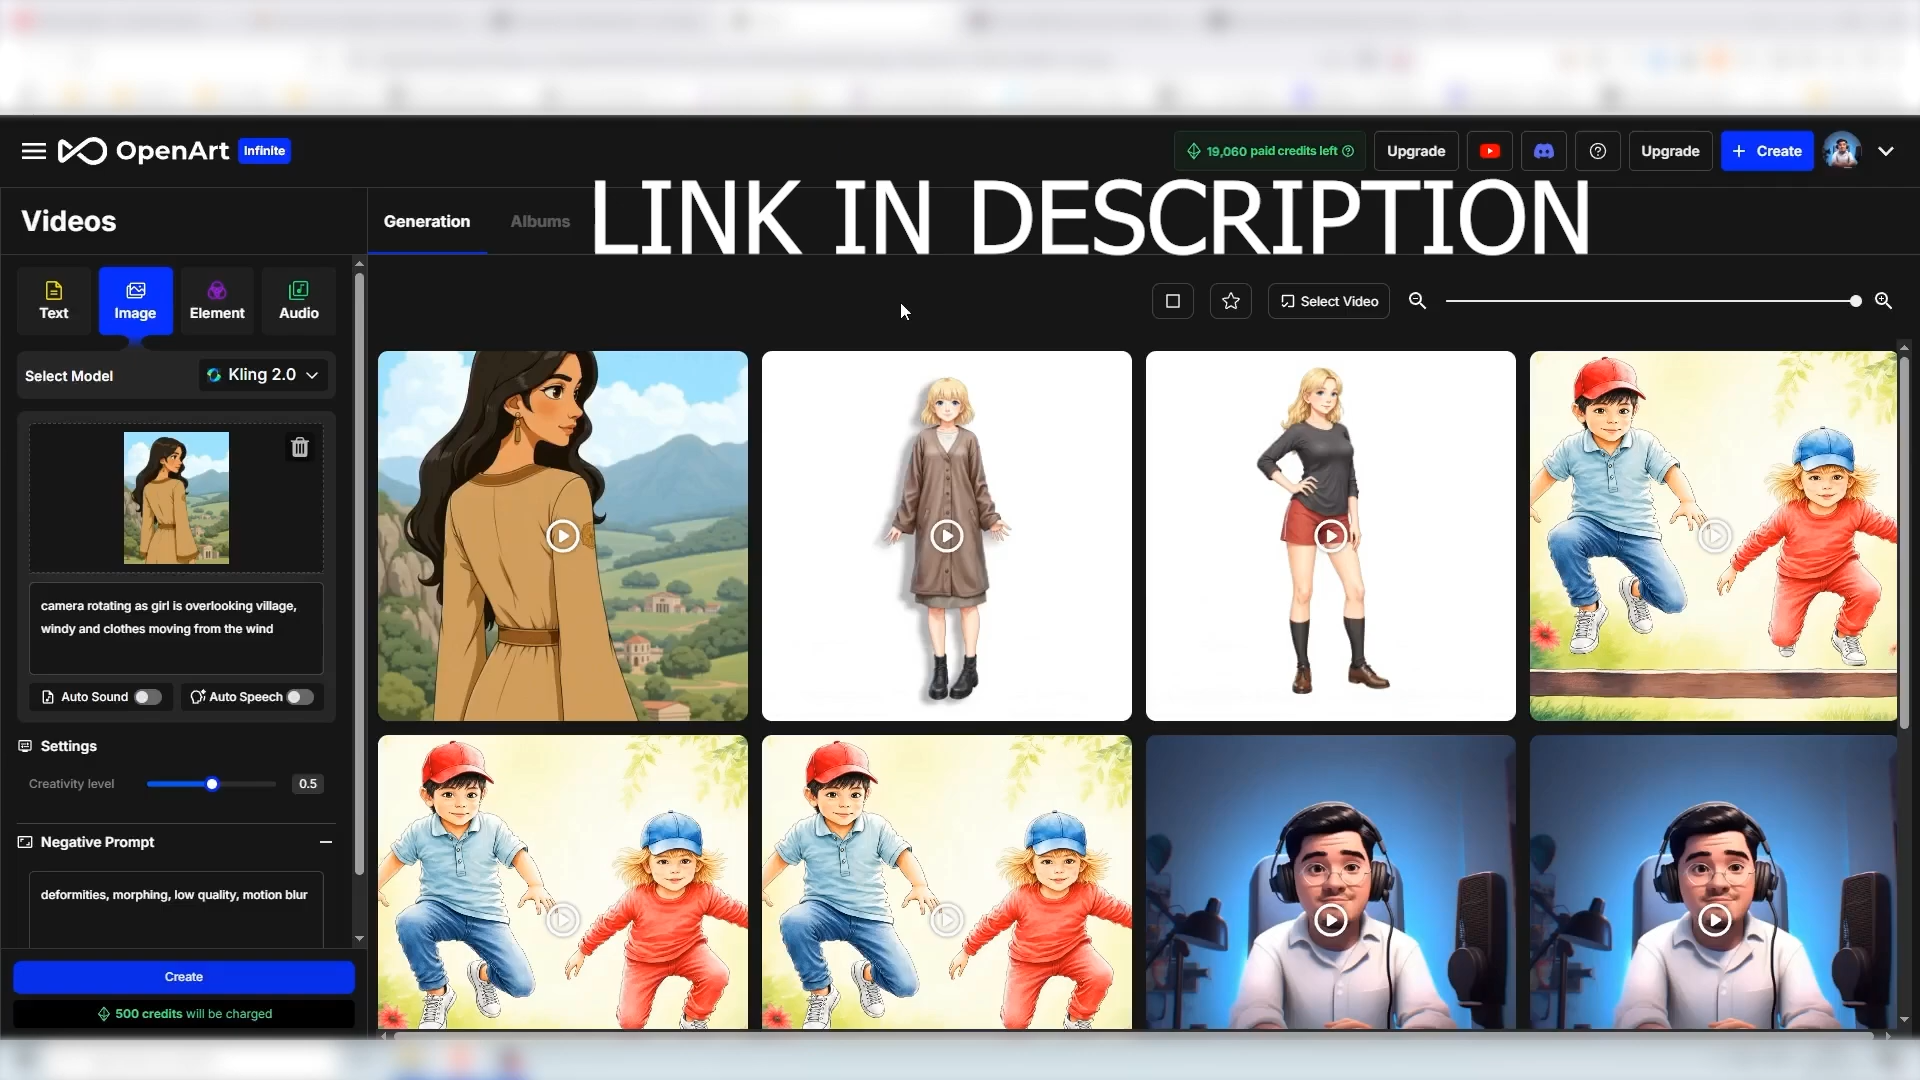 OpenArt Infinite
19,060 paid credits left
Upgrade
Upgrade
+ Create
LINK IN DESCRIPTION
Videos
Generation
Albums
Text
Image
Element
Audio
Select Video
Select Model
Kling 2.0
camera rotating as girl is overlooking village,
windy and clothes moving from the wind
Auto Sound
Auto Speech
Settings
Creativity level
0.5
Negative Prompt
deformities, morphing, low quality, motion blur
Create
500 credits will be charged